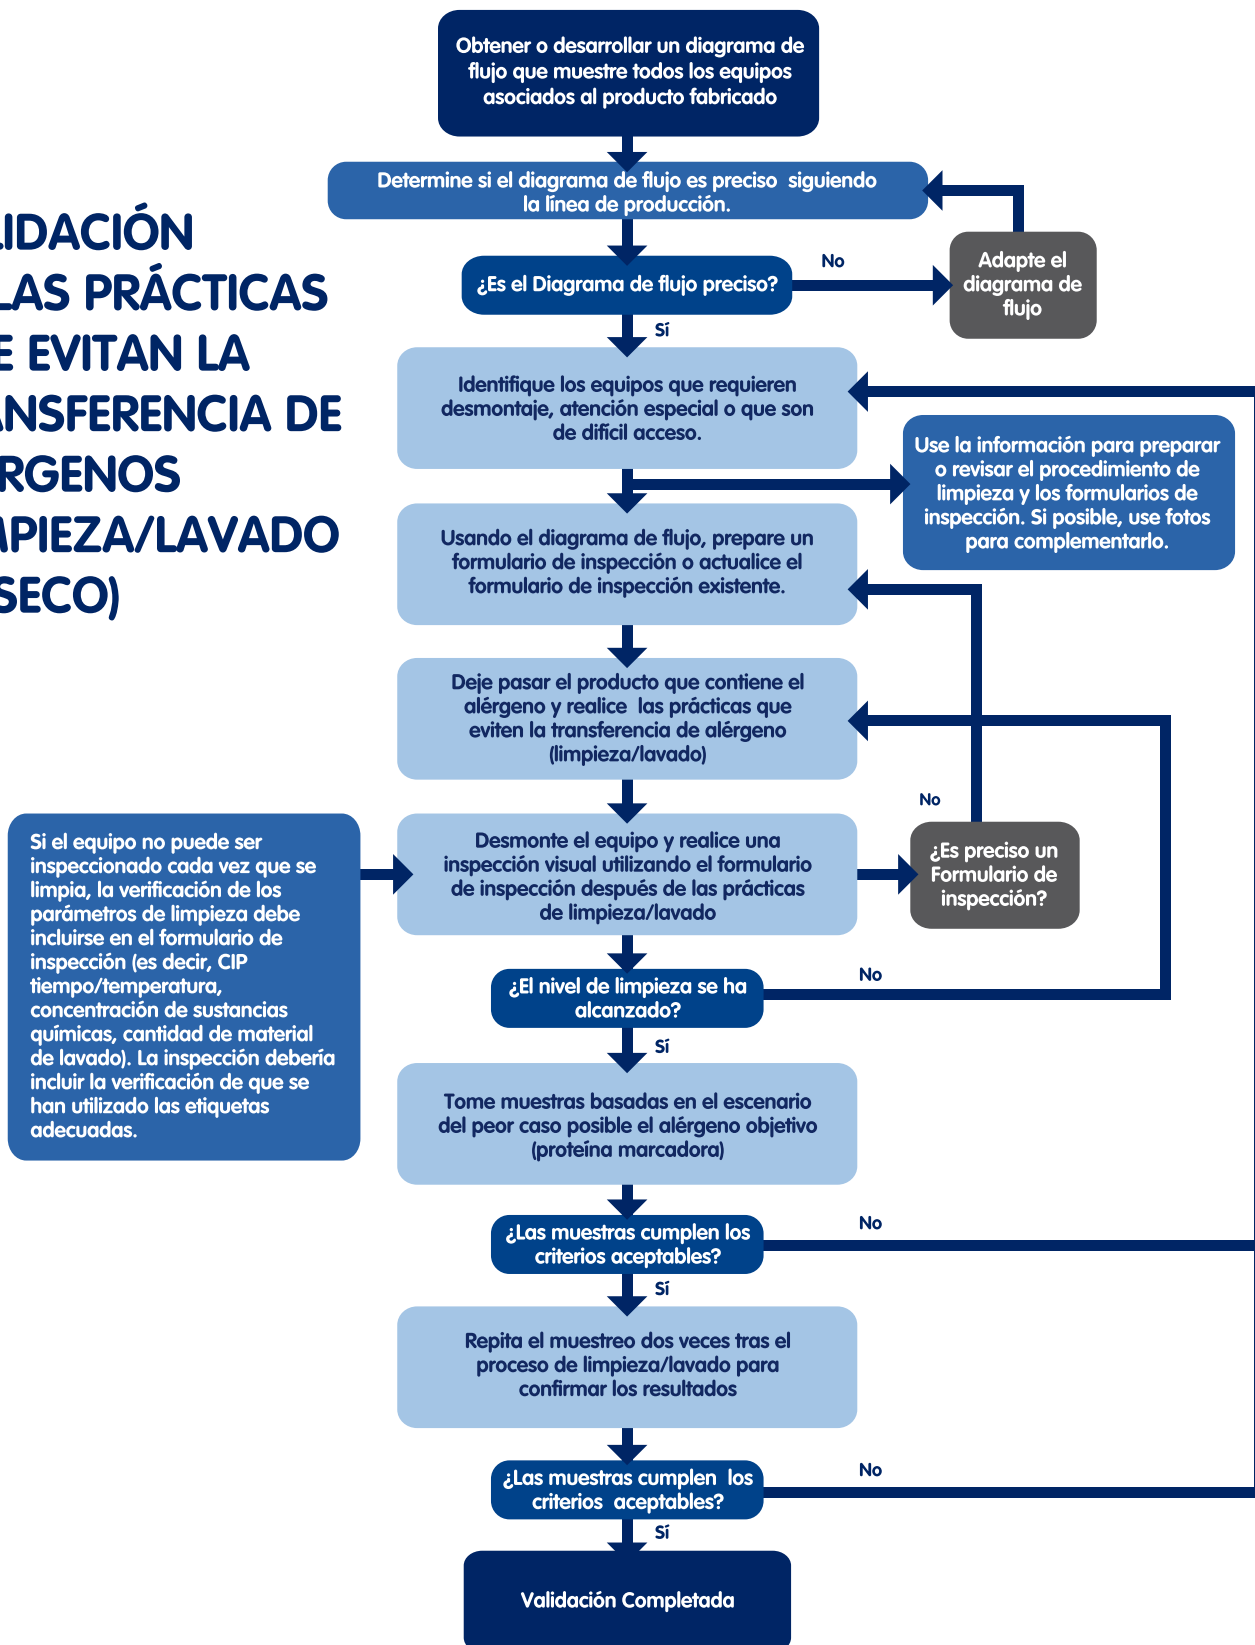 Obtener o desarrollar un diagrama de
flujo que muestre todos los equipos
asociados al producto fabricado
Determine si el diagrama de flujo es preciso siguiendo
la línea de producción.
LIDACIÓN
LAS PRÁCTICAS
E EVITAN LA
ANSFERENCIA DE
RGENOS
MPIEZA/LAVADO
SECO)
¿Es el Diagrama de flujo preciso?
No
Adapte el
diagrama de
flujo
Sí
Identifique los equipos que requieren
desmontaje, atención especial o que son
de difícil acceso.
Use la información para preparar
o revisar el procedimiento de
limpieza y los formularios de
inspección. Si posible, use fotos
para complementarlo.
Usando el diagrama de flujo, prepare un
formulario de inspección o actualice el
formulario de inspección existente.
Deje pasar el producto que contiene el
alérgeno y realice las prácticas que
eviten la transferencia de alérgeno
(limpieza/lavado)
Si el equipo no puede ser
inspeccionado cada vez que se
limpia, la verificación de los
parámetros de limpieza debe
incluirse en el formulario de
inspección (es decir, CIP
tiempo/temperatura,
concentración de sustancias
químicas, cantidad de material
de lavado). La inspección debería
incluir la verificación de que se
han utilizado las etiquetas
adecuadas.
Desmonte el equipo y realice una
inspección visual utilizando el formulario
de inspección después de las prácticas
de limpieza/lavado
No
¿Es preciso un
Formulario de
inspección?
¿El nivel de limpieza se ha
alcanzado?
No
Sí
Tome muestras basadas en el escenario
del peor caso posible el alérgeno objetivo
(proteína marcadora)
¿Las muestras cumplen los
criterios aceptables?
No
Sí
Repita el muestreo dos veces tras el
proceso de limpieza/lavado para
confirmar los resultados
¿Las muestras cumplen los
criterios aceptables?
No
Sí
Validación Completada